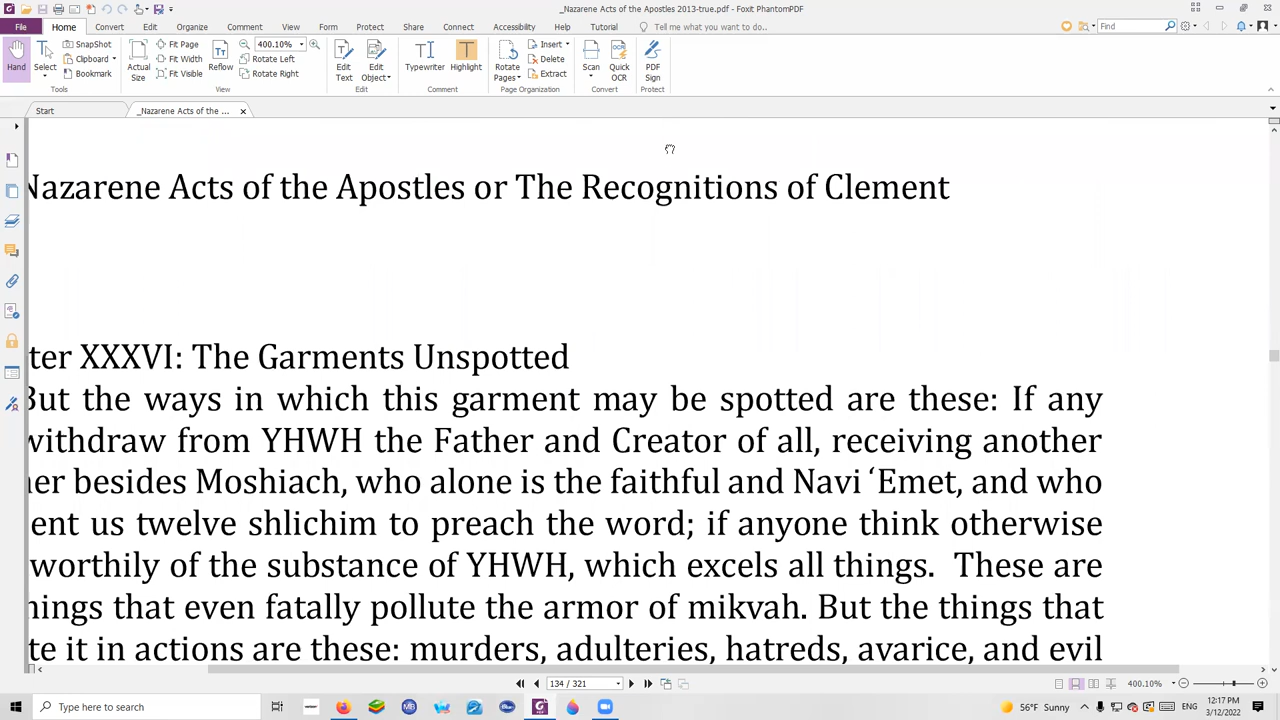 _Nazarene Acts of the Apostles 2013-true.pdf - Foxit PhantomPDF
File Home Convert Edit Organize Comment View Form Protect Share Connect Accessibility Help Tutorial Tell me what you want to do.. Find
Hand
Select
SnapShot
Clipboard
Bookmark
Tools
Actual Size
Fit Page
Fit Width
Fit Visible
Reflow
400.10%
Rotate Left
Rotate Right
View
Edit Text
Edit Object
Edit
Typewriter
Highlight
Comment
Rotate Pages
Insert
Delete
Extract
Page Organization
Scan
Quick OCR
Convert
PDF Sign
Protect
Start _Nazarene Acts of the ...
Nazarene Acts of the Apostles or The Recognitions of Clement
ter XXXVI: The Garments Unspotted
But the ways in which this garment may be spotted are these: If any
withdraw from YHWH the Father and Creator of all, receiving another
her besides Moshiach, who alone is the faithful and Navi ‘Emet, and who
ent us twelve shlichim to preach the word; if anyone think otherwise
worthily of the substance of YHWH, which excels all things. These are
hings that even fatally pollute the armor of mikvah. But the things that
te it in actions are these: murders, adulteries, hatreds, avarice, and evil
134 / 321 400.10%
Type here to search 56°F Sunny ENG 12:17 PM
3/12/2022